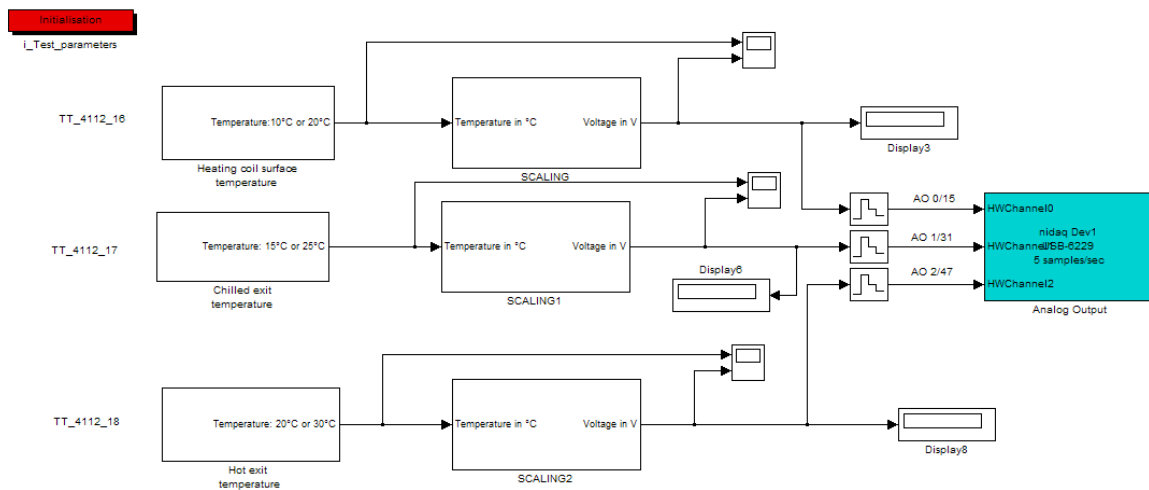 Initialisation
i_Test_parameters
TT_4112_16
Temperature:10°C or 20°C
Heating coil surface
temperature
Temperature in °C
Voltage in V
SCALING
Display3
TT_4112_17
Temperature: 15°C or 25°C
Chilled exit
temperature
Temperature in °C
Voltage in V
SCALING1
Display6
AO 0/15
AO 1/31
AO 2/47
HWChannel0
nidaq Dev1
USB-6229
5 samples/sec
HWChannel2
Analog Output
TT_4112_18
Temperature: 20°C or 30°C
Hot exit
temperature
Temperature in °C
Voltage in V
SCALING2
Display8